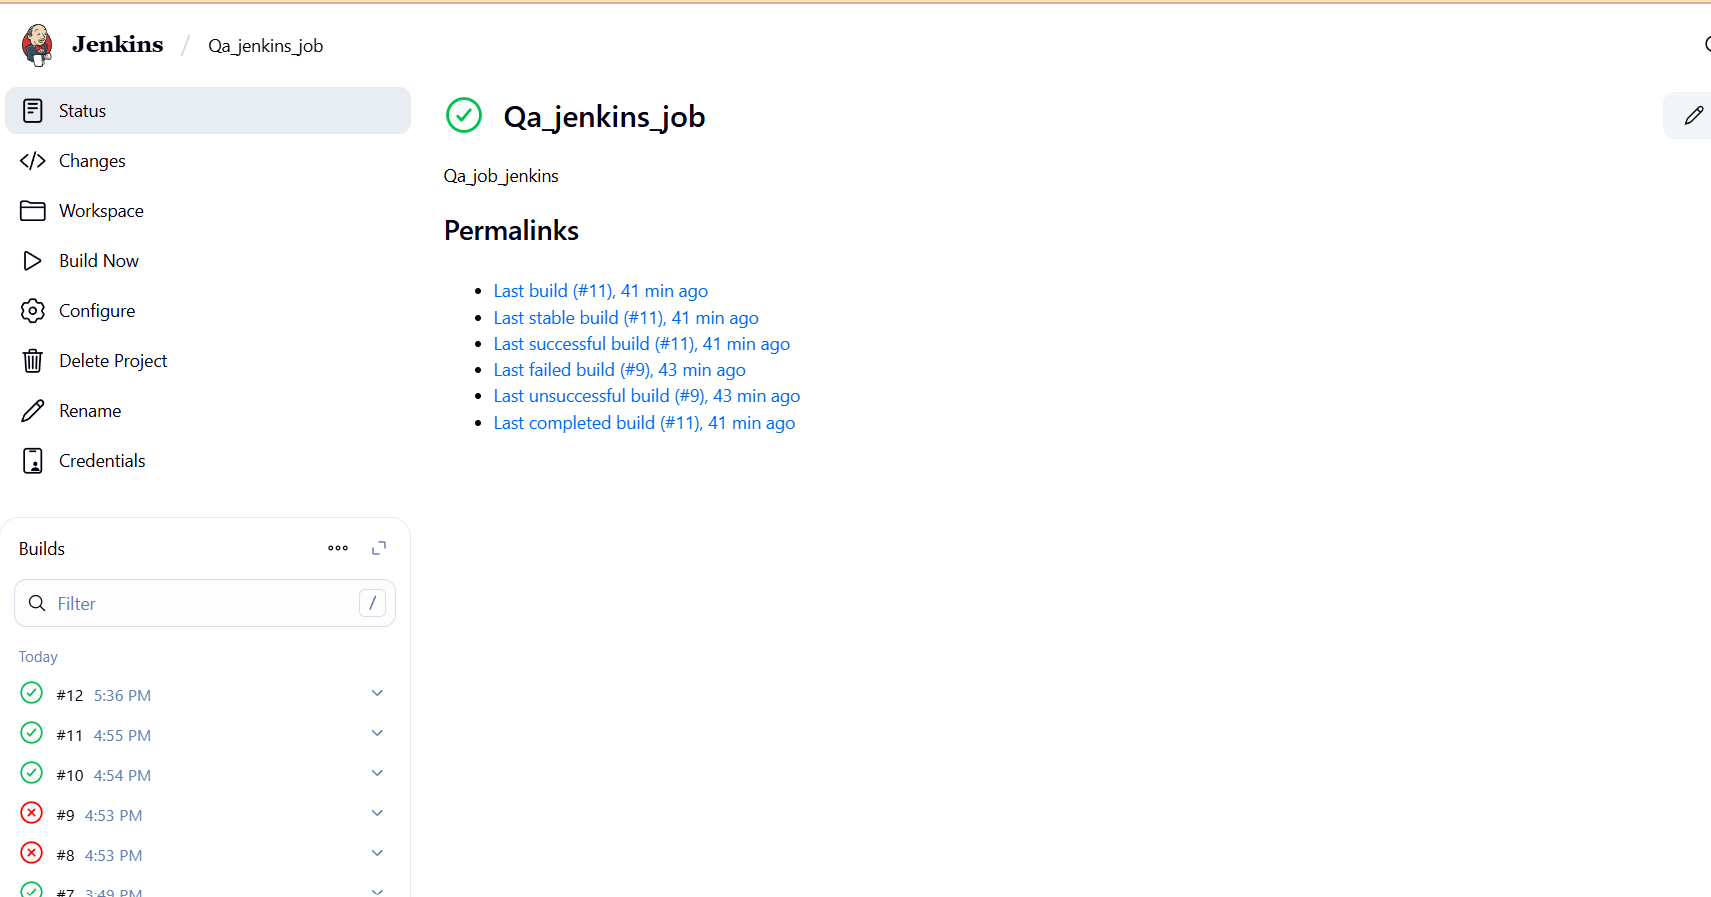 Jenkins / Qa_jenkins_job
Status
Changes
Workspace
Build Now
Configure
Delete Project
Rename
Credentials
Builds
Filter /
Today
#12 5:36 PM
#11 4:55 PM
#10 4:54 PM
#9 4:53 PM
#8 4:53 PM
#7 3:49 PM
Qa_jenkins_job
Qa_job_jenkins
Permalinks
Last build (#11), 41 min ago
Last stable build (#11), 41 min ago
Last successful build (#11), 41 min ago
Last failed build (#9), 43 min ago
Last unsuccessful build (#9), 43 min ago
Last completed build (#11), 41 min ago